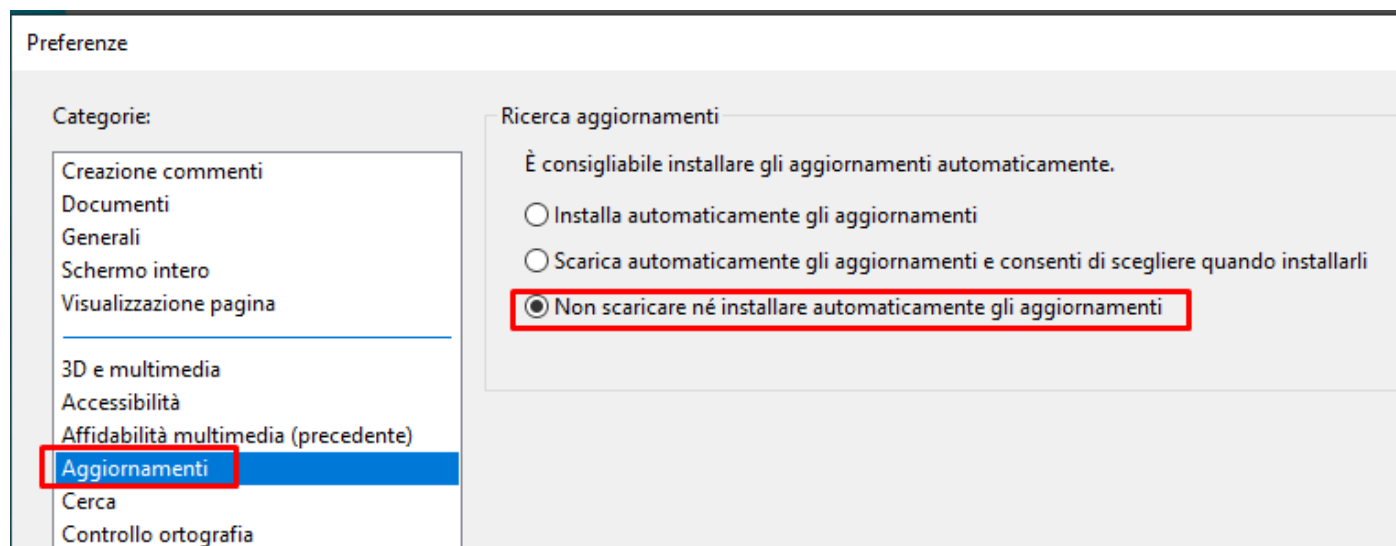 Preferenze
Categorie:
Creazione commenti
Documenti
Generali
Schermo intero
Visualizzazione pagina
3D e multimedia
Accessibilità
Affidabilità multimedia (precedente)
Aggiornamenti
Cerca
Controllo ortografia
Ricerca aggiornamenti
È consigliabile installare gli aggiornamenti automaticamente.
Installa automaticamente gli aggiornamenti
Scarica automaticamente gli aggiornamenti e consenti di scegliere quando installarli
Non scaricare né installare automaticamente gli aggiornamenti